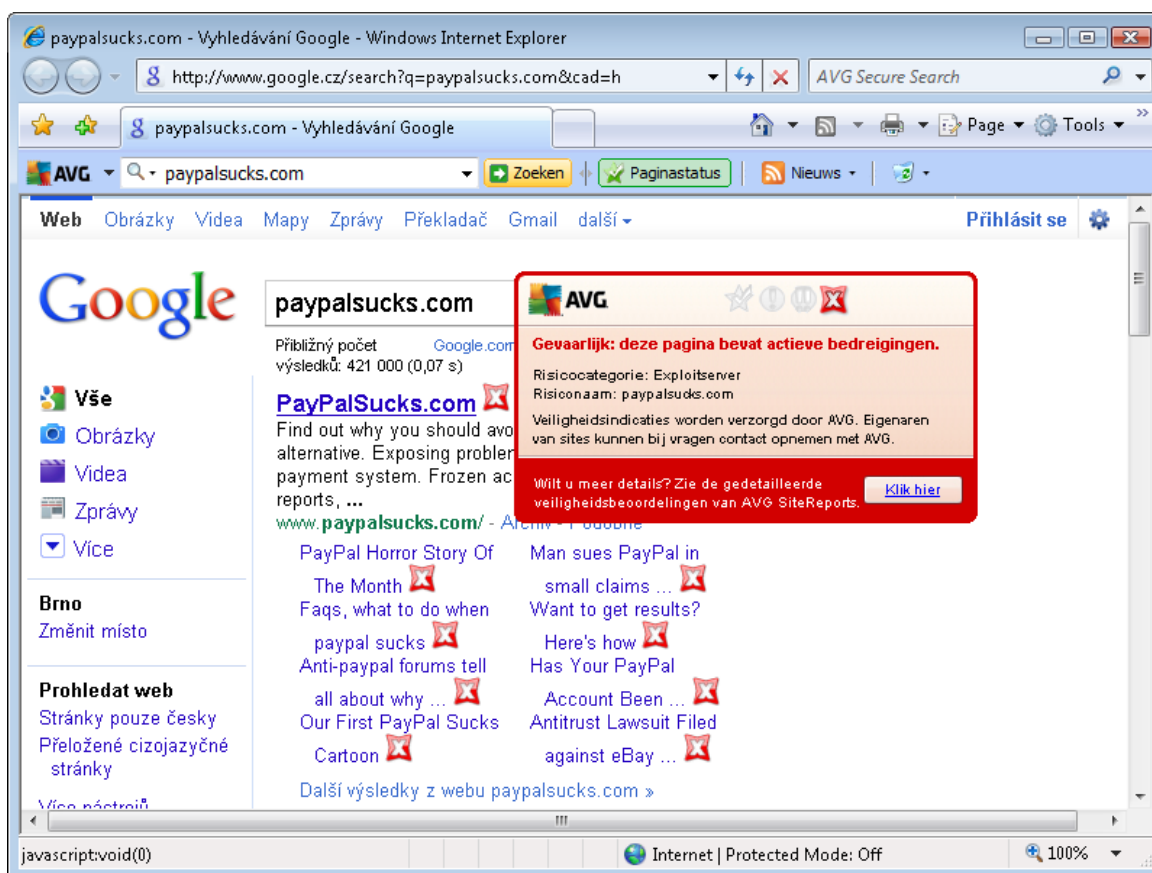 paypalsucks.com - Vyhledávání Google - Windows Internet Explorer
http://www.google.cz/search?q=paypalsucks.com&cad=h
AVG Secure Search
paypalsucks.com - Vyhledávání Google
Page
Tools
AVG
paypalsucks.com
Zoeken
Paginastatus
Nieuws
Web Obrázky Videa Mapy Zprávy Překladač Gmail další
Přihlásit se
Google
paypalsucks.com
Přibližný počet
výsledků: 421 000 (0,07 s)
Google.com
AVG
Gevaarlijk: deze pagina bevat actieve bedreigingen.
Risicocategorie: Exploitserver
Risiconaam: paypalsucks.com
Veiligheidsindicaties worden verzorgd door AVG. Eigenaren
van sites kunnen bij vragen contact opnemen met AVG.
Wilt u meer details? Zie de gedetailleerde
veiligheidsbeoordelingen van AVG SiteReports.
Klik hier
Vše
Obrázky
Videa
Zprávy
Více
Brno
Změnit místo
Prohledat web
Stránky pouze česky
Přeložené cizojazyčné
stránky
Více nástrojů
PayPalSucks.com
Find out why you should avo
alternative. Exposing probler
payment system. Frozen ac
reports, ...
www.paypalsucks.com/ - Archiv - Podobné
PayPal Horror Story Of
The Month
Faqs, what to do when
paypal sucks
Anti-paypal forums tell
all about why ...
Our First PayPal Sucks
Cartoon
Man sues PayPal in
small claims ...
Want to get results?
Here's how
Has Your PayPal
Account Been ...
Antitrust Lawsuit Filed
against eBay ...
Další výsledky z webu paypalsucks.com »
javascript:void(0)
Internet | Protected Mode: Off
100%